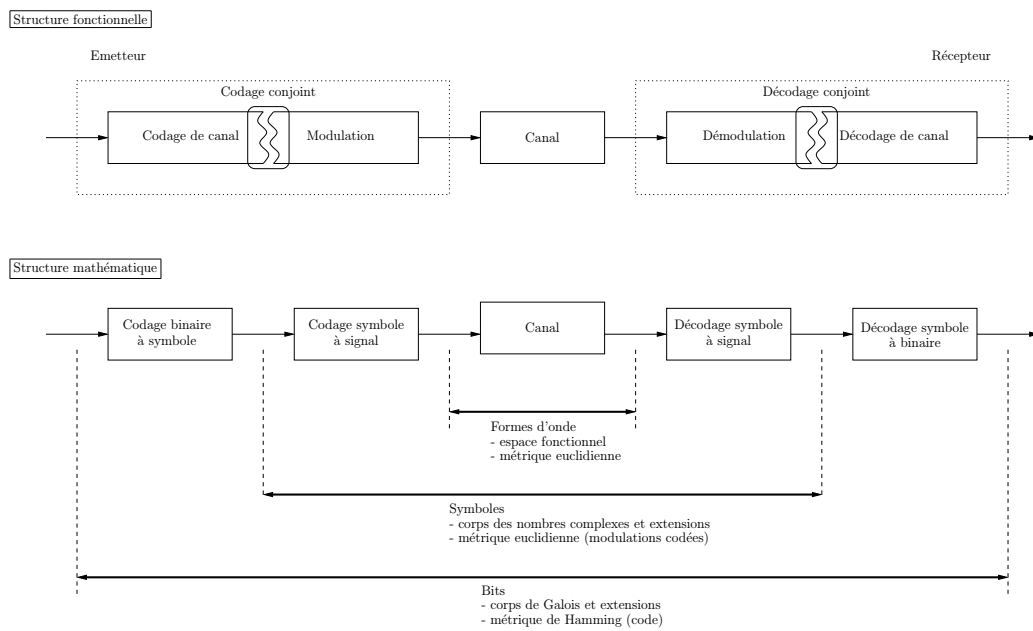 Structure fonctionnelle
Emetteur
Récepteur
Codage conjoint
Décodage conjoint
Codage de canal
Modulation
Canal
Démodulation
Décodage de canal
Structure mathématique
Codage binaire
à symbole
Codage symbole
à signal
Canal
Décodage symbole
à signal
Décodage symbole
à binaire
Formes d'onde
- espace fonctionnel
- métrique euclidienne
Symboles
- corps des nombres complexes et extensions
- métrique euclidienne (modulations codées)
Bits
- corps de Galois et extensions
- métrique de Hamming (code)